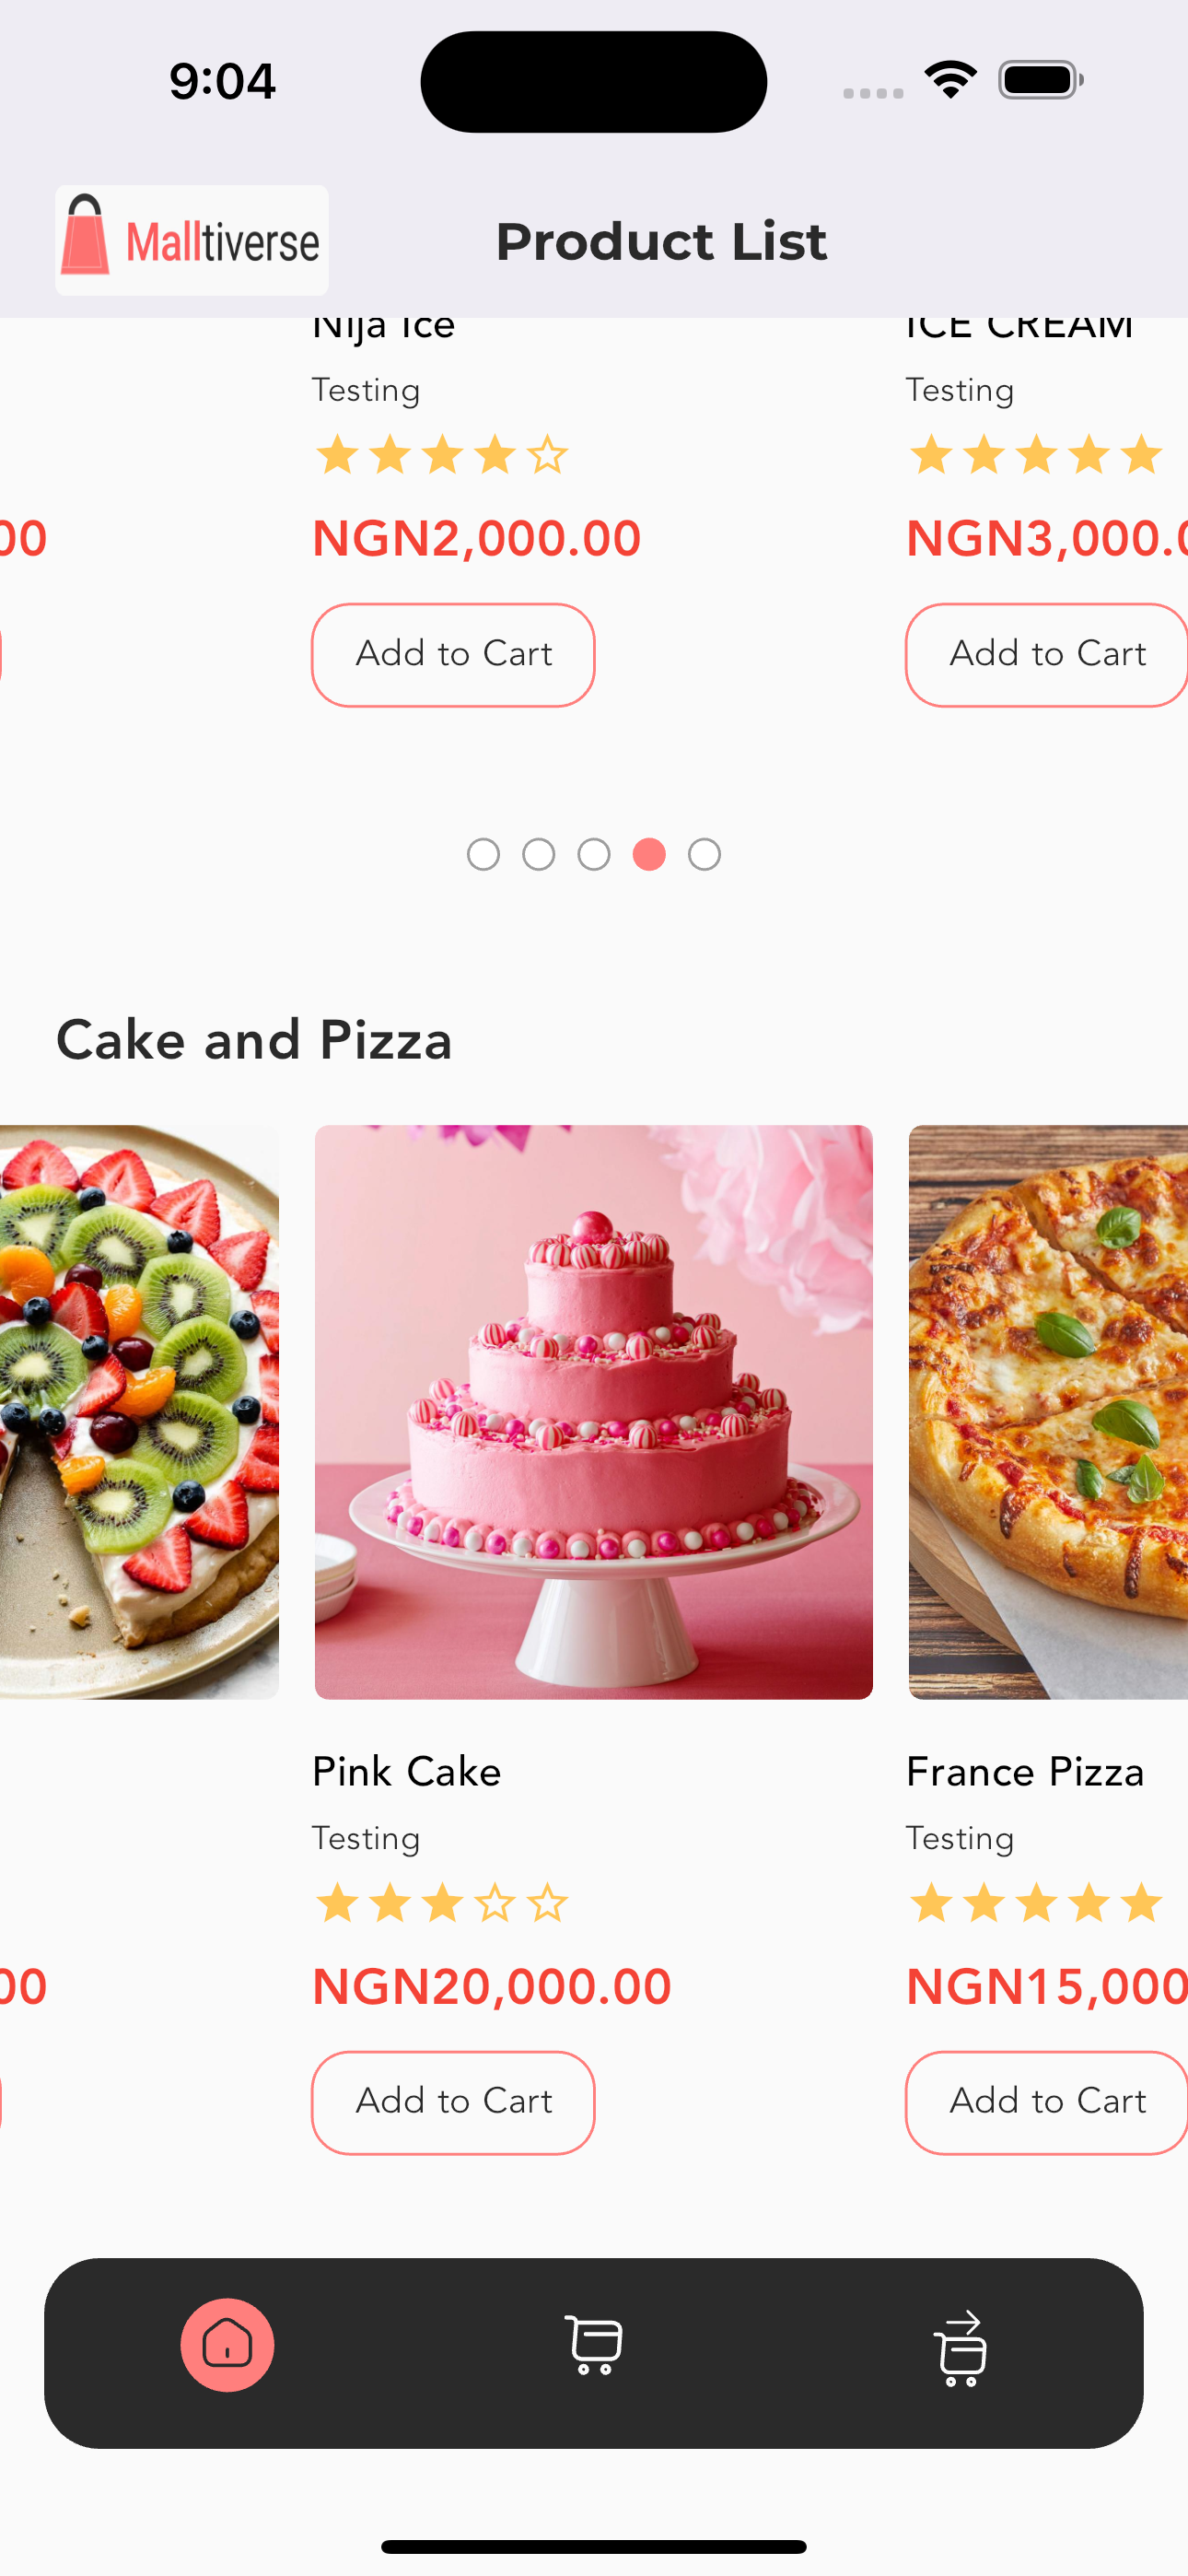 9:04
Malltiverse
Product List
Nija Ice
ICE CREAM
Testing
Testing
00
NGN2,000.00
NGN3,000.0
Add to Cart
Add to Cart
Cake and Pizza
Pink Cake
France Pizza
Testing
Testing
00
NGN20,000.00
NGN15,000
Add to Cart
Add to Cart